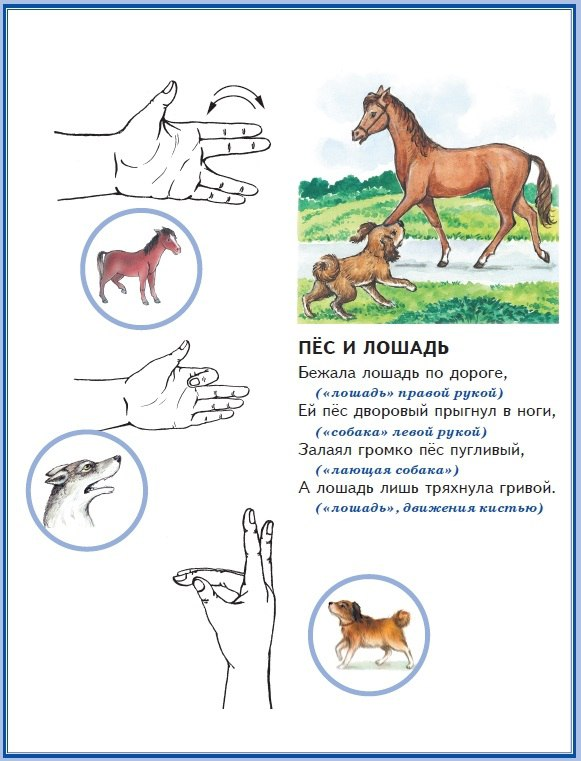 ПЁС И ЛОШАДЬ
Бежала лошадь по дороге,
(«лошадь» правой рукой)
Ей пёс дворовый прыгнул в ноги,
(«собака» левой рукой)
Залаял громко пёс пугливый,
(«лающая собака»)
А лошадь лишь тряхнула гривой.
(«лошадь», движения кистью)